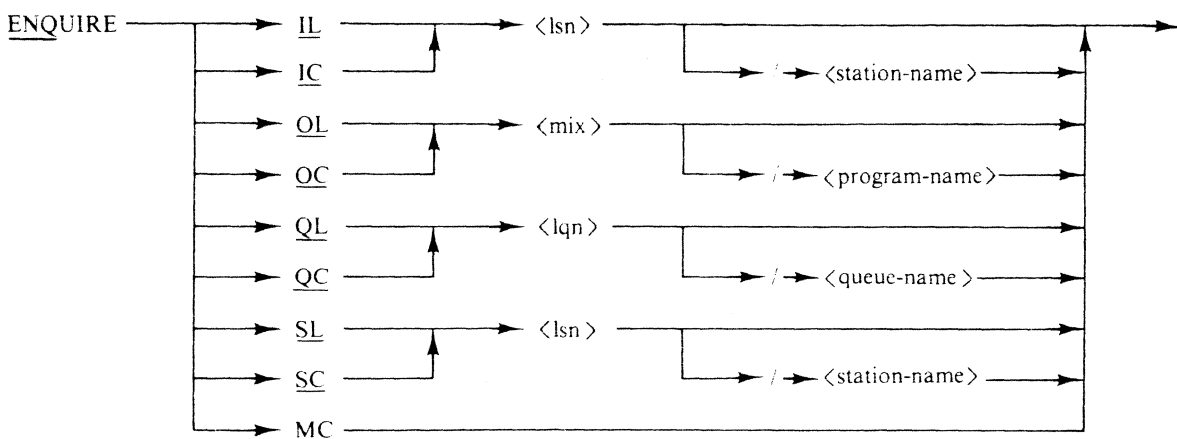 ENQUIRE IL <lsn>
IC / <station-name>
OL <mix>
OC / <program-name>
QL <lqn>
QC / <queue-name>
SL <lsn>
SC / <station-name>
MC